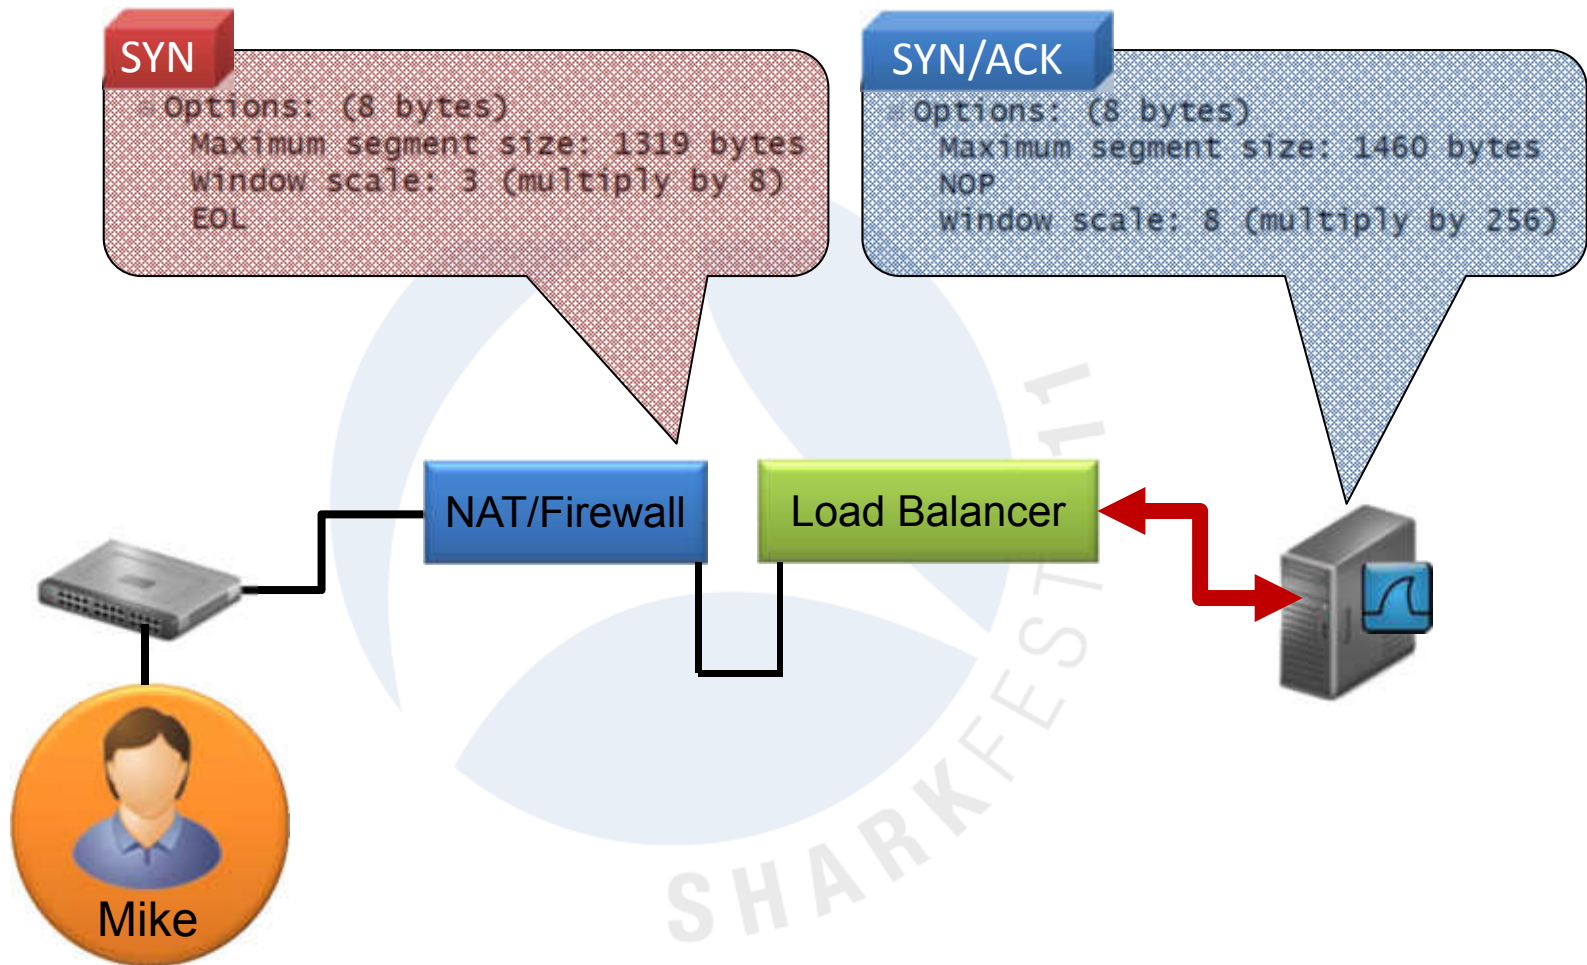 SYN
Options: (8 bytes)
Maximum segment size: 1319 bytes
Window scale: 3 (multiply by 8)
EOL
SYN/ACK
Options: (8 bytes)
Maximum segment size: 1460 bytes
NOP
Window scale: 8 (multiply by 256)
NAT/Firewall
Load Balancer
Mike
SHARKFEST '11